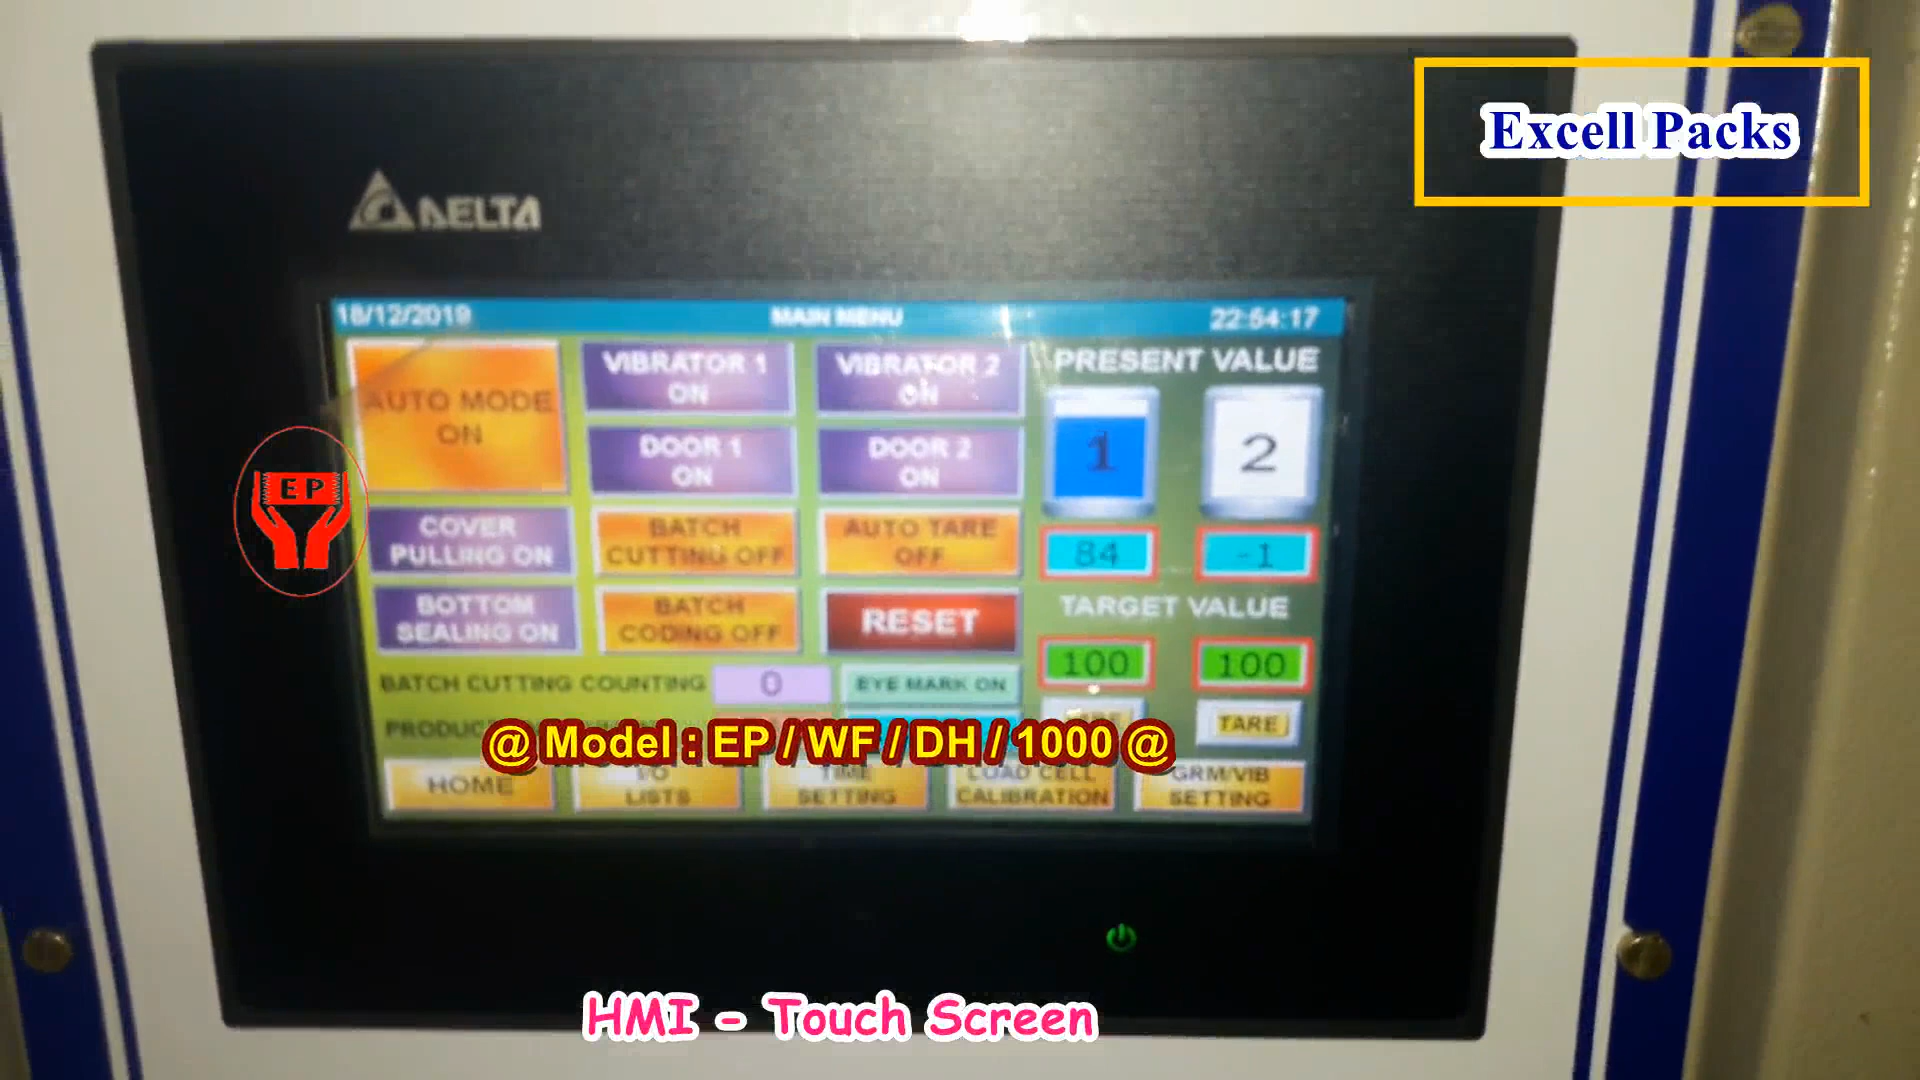 Excell Packs
DELTA
18/12/2019 MAIN MENU 22:54:17
AUTO MODE
ON
VIBRATOR 1
ON
VIBRATOR 2
ON
PRESENT VALUE
1
2
DOOR 1
ON
DOOR 2
ON
EP
COVER
PULLING ON
BATCH
CUTTING OFF
AUTO TARE
OFF
84
-1
BOTTOM
SEALING ON
BATCH
CODING OFF
RESET
TARGET VALUE
100
100
BATCH CUTTING COUNTING 0
EYE MARK ON
TARE
@ Model : EP / WF / DH / 1000 @
HOME
I/O
LISTS
TIME
SETTING
LOAD CELL
CALIBRATION
GRM/VIB
SETTING
HMI - Touch Screen